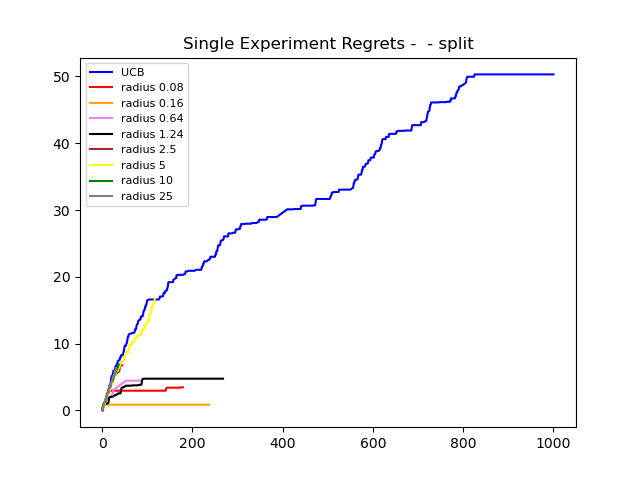 Single Experiment Regrets -  - split
50
40
30
20
10
0
UCB
radius 0.08
radius 0.16
radius 0.64
radius 1.24
radius 2.5
radius 5
radius 10
radius 25
0 200 400 600 800 1000